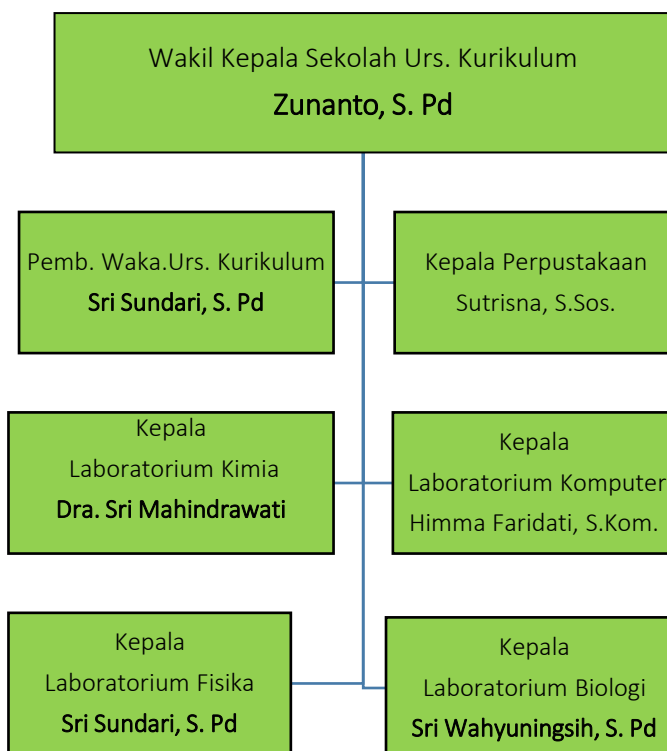 Wakil Kepala Sekolah Urs. Kurikulum
Zunanto, S. Pd
Pemb. Waka.Urs. Kurikulum
Sri Sundari, S. Pd
Kepala Perpustakaan
Sutrisna, S.Sos.
Kepala
Laboratorium Kimia
Dra. Sri Mahindrawati
Kepala
Laboratorium Komputer
Himma Faridati, S.Kom.
Kepala
Laboratorium Fisika
Sri Sundari, S. Pd
Kepala
Laboratorium Biologi
Sri Wahyuningsih, S. Pd